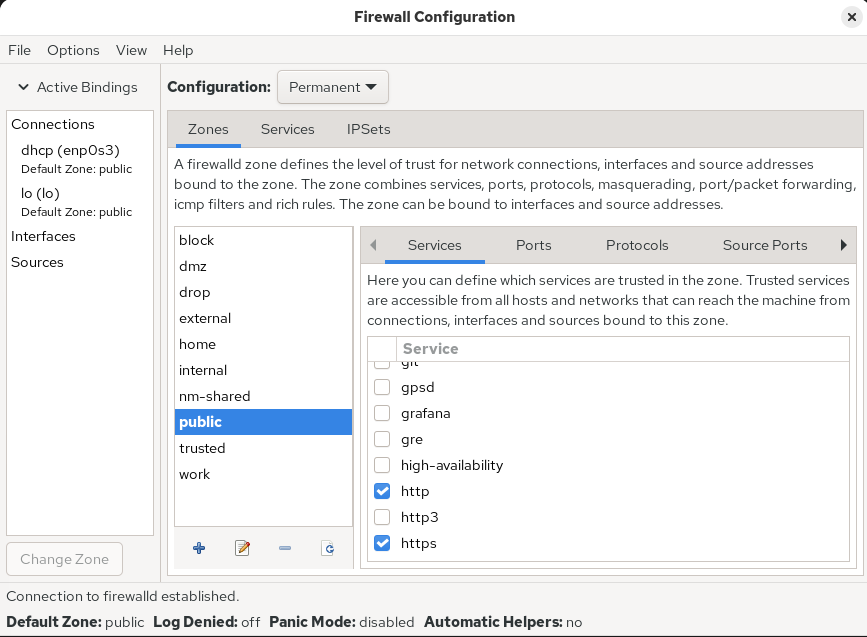 Firewall Configuration
File Options View Help
Active Bindings
Configuration: Permanent
Connections
dhcp (enp0s3)
Default Zone: public
lo (lo)
Default Zone: public
Interfaces
Sources
Change Zone
Zones Services IPSets
A firewalld zone defines the level of trust for network connections, interfaces and source addresses
bound to the zone. The zone combines services, ports, protocols, masquerading, port/packet forwarding,
icmp filters and rich rules. The zone can be bound to interfaces and source addresses.
block
dmz
drop
external
home
internal
nm-shared
public
trusted
work
Services Ports Protocols Source Ports
Here you can define which services are trusted in the zone. Trusted services
are accessible from all hosts and networks that can reach the machine from
connections, interfaces and sources bound to this zone.
Service
git
gpsd
grafana
gre
high-availability
http
http3
https
Connection to firewalld established.
Default Zone: public Log Denied: off Panic Mode: disabled Automatic Helpers: no